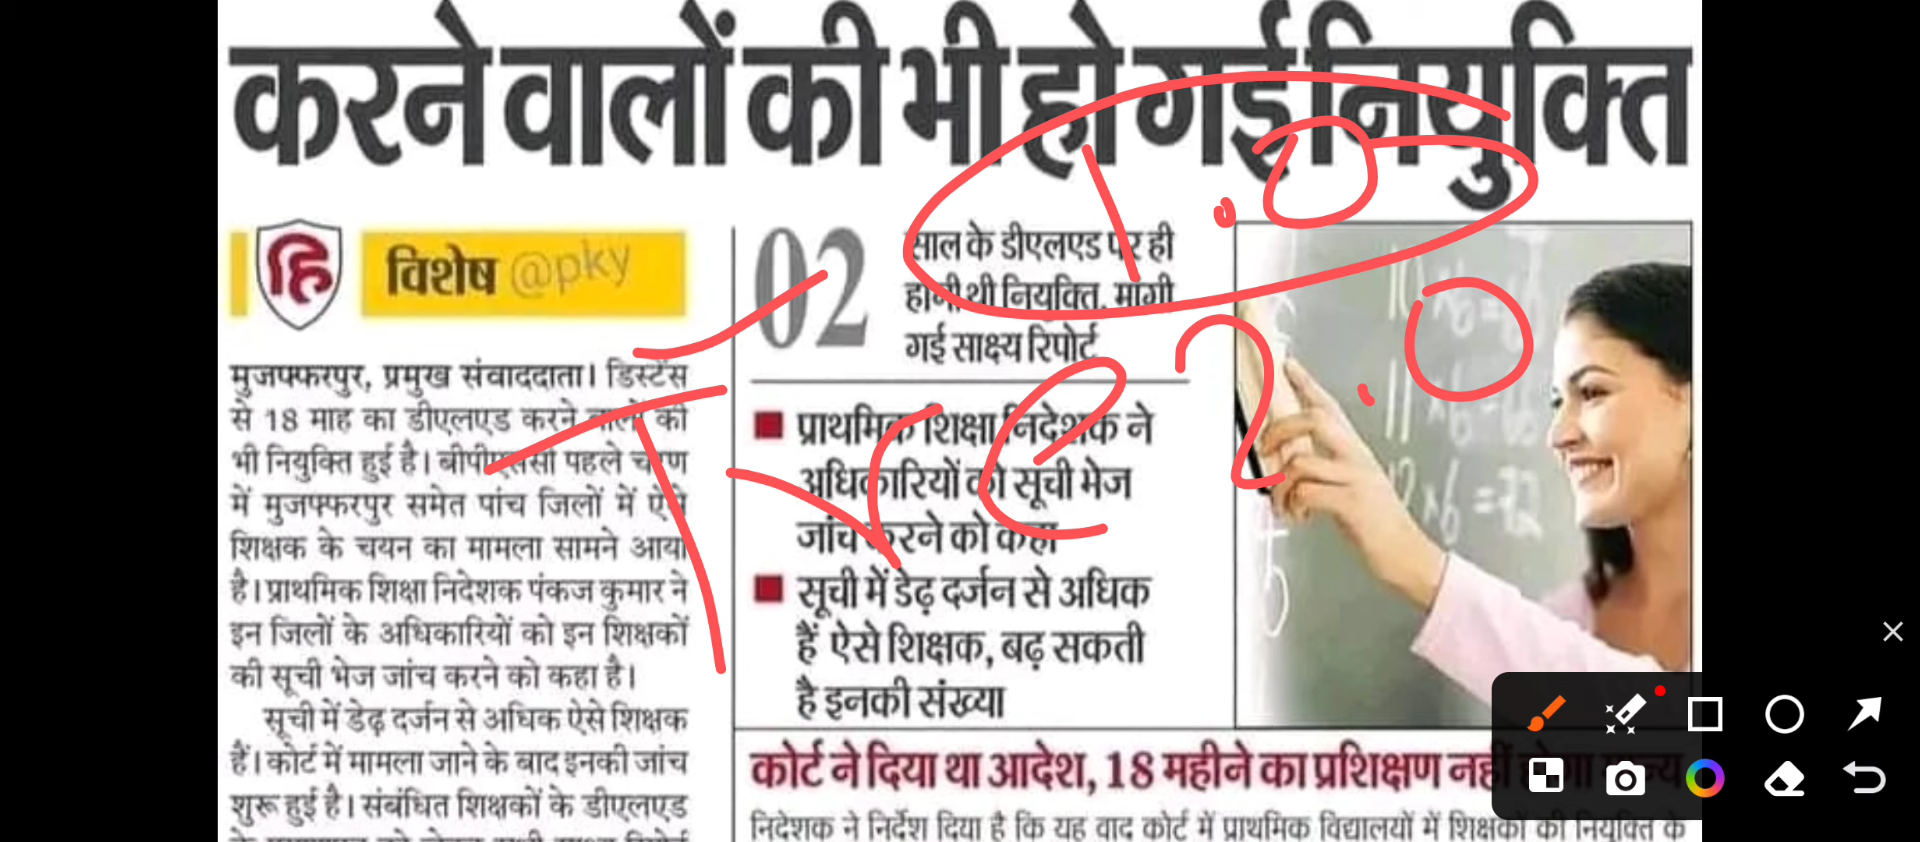 करने वालों की भी हो गई नियुक्ति
हि
विशेष @pky
मुजफ्फरपुर, प्रमुख संवाददाता। डिस्टेंस
से 18 माह का डीएलएड करने वालों की
भी नियुक्ति हुई है। बीपीएससी पहले चरण
में मुजफ्फरपुर समेत पांच जिलों में ऐसे
शिक्षक के चयन का मामला सामने आया
है। प्राथमिक शिक्षा निदेशक पंकज कुमार ने
इन जिलों के अधिकारियों को इन शिक्षकों
की सूची भेज जांच करने को कहा है।
सूची में डेढ़ दर्जन से अधिक ऐसे शिक्षक
हैं। कोर्ट में मामला जाने के बाद इनकी जांच
शुरू हुई है। संबंधित शिक्षकों के डीएलएड
02
साल के डीएलएड पर ही
होनी थी नियुक्ति, मांगी
गई साक्ष्य रिपोर्ट
प्राथमिक शिक्षा निदेशक ने
अधिकारियों को सूची भेज
जांच करने को कहा
सूची में डेढ़ दर्जन से अधिक
हैं ऐसे शिक्षक, बढ़ सकती
है इनकी संख्या
1.0
TRE 2.0
कोर्ट ने दिया था आदेश, 18 महीने का प्रशिक्षण नहीं
निदेशक ने निर्देश दिया है कि यह वाद कोर्ट में प्राथमिक विद्यालयों में शिक्षकों की नियुक्ति के